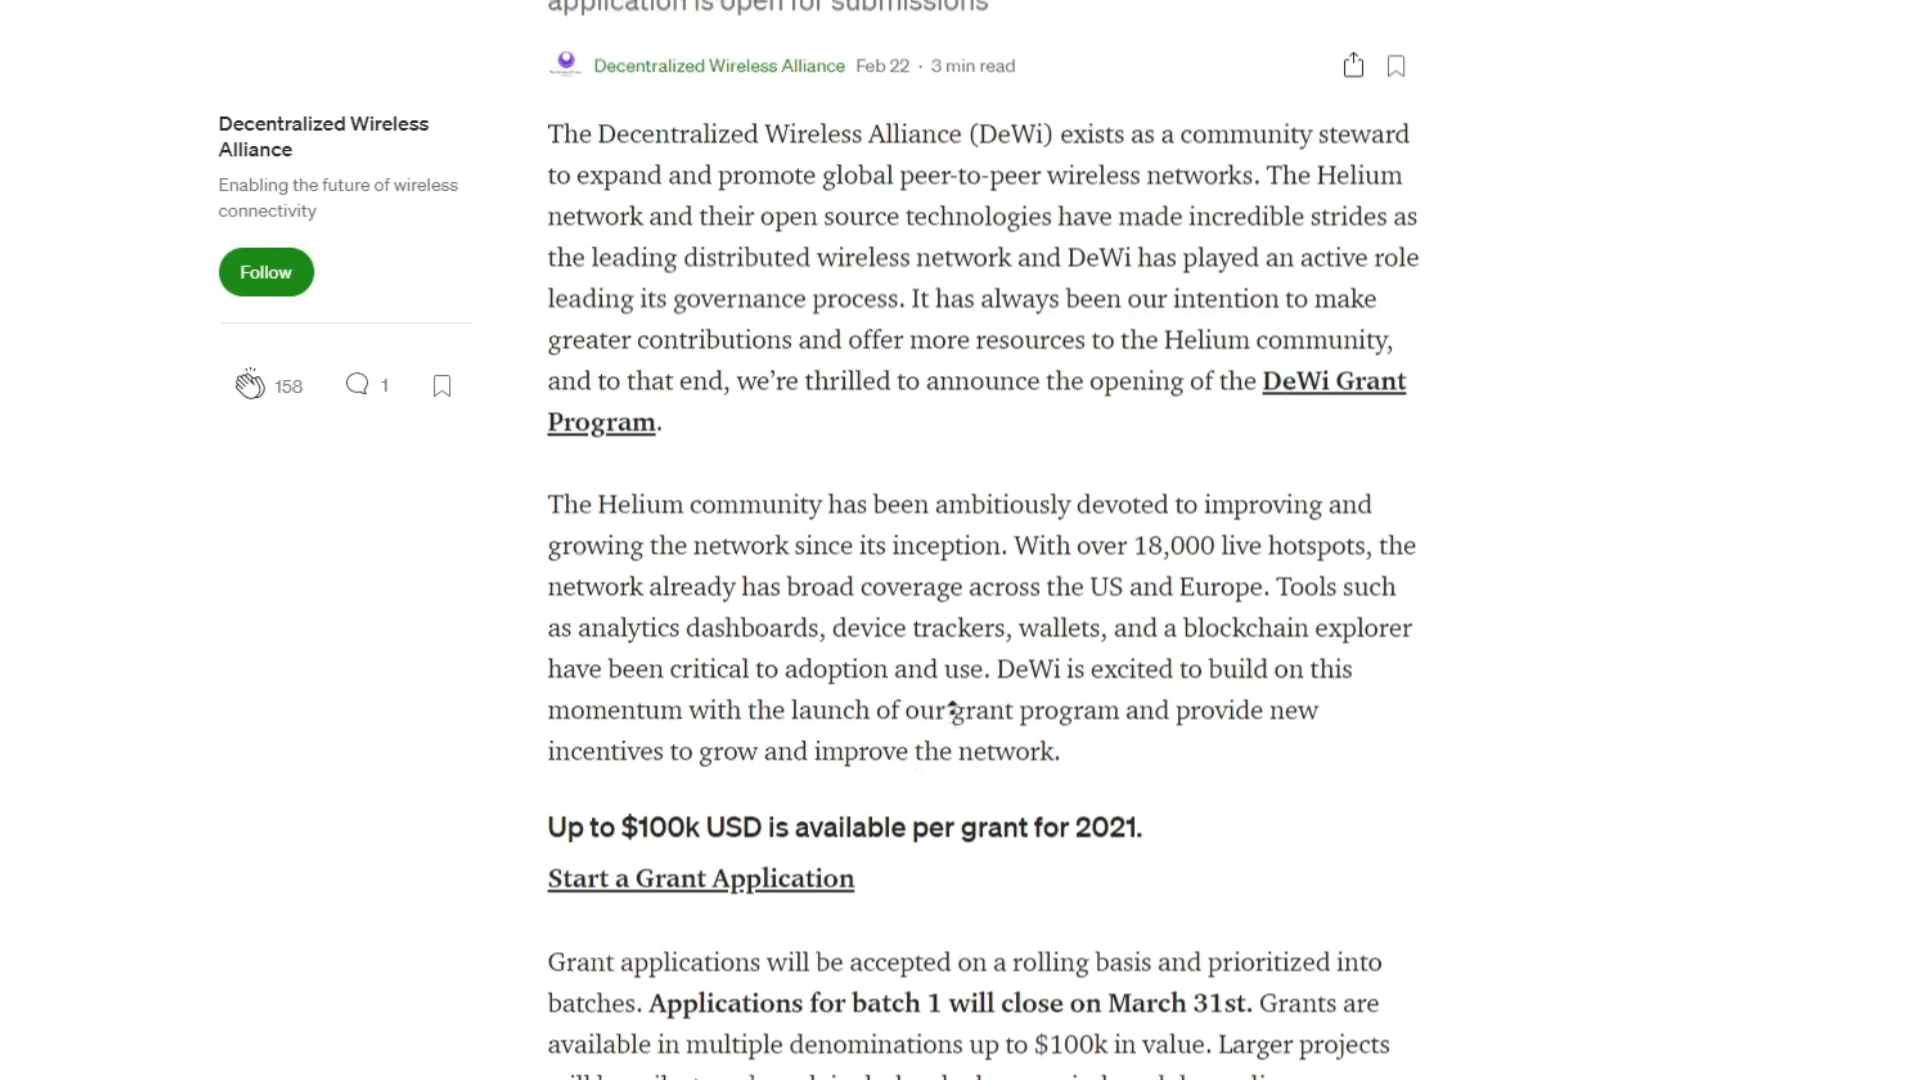 application is open for submissions
Decentralized Wireless Alliance Feb 22 · 3 min read
Decentralized Wireless
Alliance
Enabling the future of wireless
connectivity
Follow
158
1
The Decentralized Wireless Alliance (DeWi) exists as a community steward
to expand and promote global peer-to-peer wireless networks. The Helium
network and their open source technologies have made incredible strides as
the leading distributed wireless network and DeWi has played an active role
leading its governance process. It has always been our intention to make
greater contributions and offer more resources to the Helium community,
and to that end, we’re thrilled to announce the opening of the DeWi Grant
Program.
The Helium community has been ambitiously devoted to improving and
growing the network since its inception. With over 18,000 live hotspots, the
network already has broad coverage across the US and Europe. Tools such
as analytics dashboards, device trackers, wallets, and a blockchain explorer
have been critical to adoption and use. DeWi is excited to build on this
momentum with the launch of our grant program and provide new
incentives to grow and improve the network.
Up to $100k USD is available per grant for 2021.
Start a Grant Application
Grant applications will be accepted on a rolling basis and prioritized into
batches. Applications for batch 1 will close on March 31st. Grants are
available in multiple denominations up to $100k in value. Larger projects